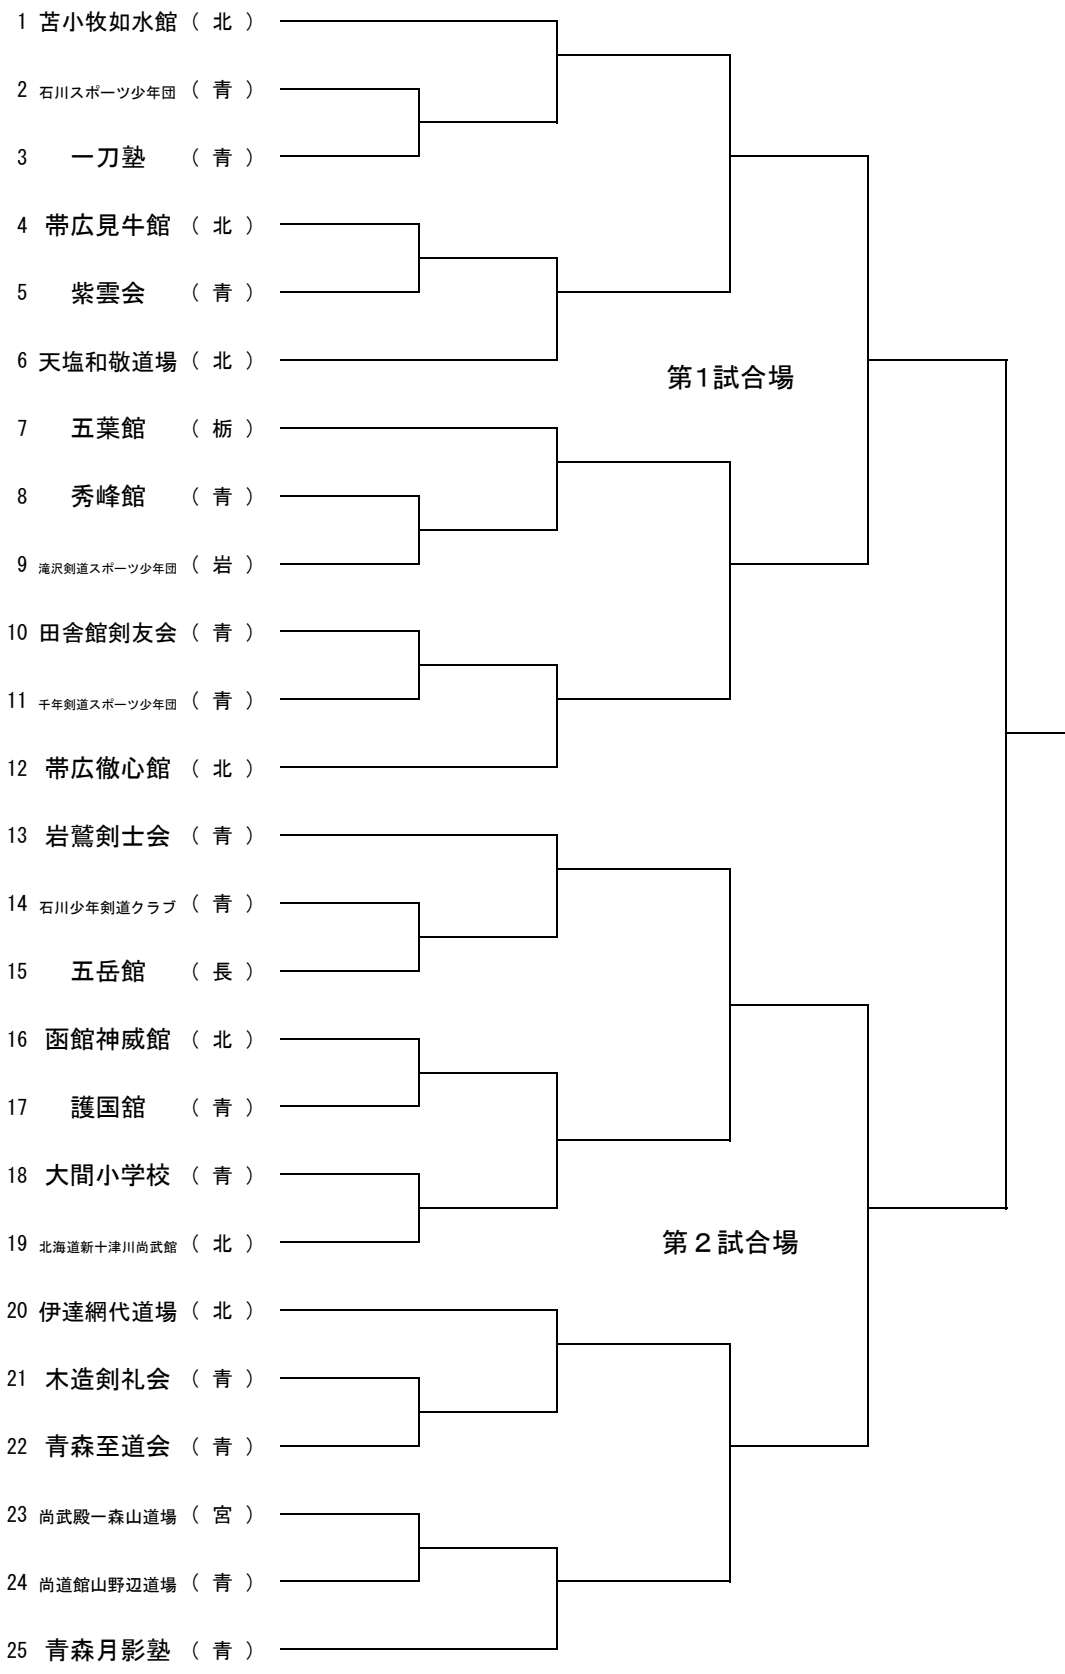 1 苫小牧如水館 （ 北 ）
2 石川スポーツ少年団 （ 青 ）
3 一刀塾 （ 青 ）
4 帯広見牛館 （ 北 ）
5 紫雲会 （ 青 ）
6 天塩和敬道場 （ 北 ）
第1試合場
7 五葉館 （ 栃 ）
8 秀峰館 （ 青 ）
9 滝沢剣道スポーツ少年団 （ 岩 ）
10 田舎館剣友会 （ 青 ）
11 千年剣道スポーツ少年団 （ 青 ）
12 帯広徹心館 （ 北 ）
13 岩鷲剣士会 （ 青 ）
14 石川少年剣道クラブ （ 青 ）
15 五岳館 （ 長 ）
16 函館神威館 （ 北 ）
17 護国舘 （ 青 ）
18 大間小学校 （ 青 ）
19 北海道新十津川尚武館 （ 北 ）
第２試合場
20 伊達網代道場 （ 北 ）
21 木造剣礼会 （ 青 ）
22 青森至道会 （ 青 ）
23 尚武殿一森山道場 （ 宮 ）
24 尚道館山野辺道場 （ 青 ）
25 青森月影塾 （ 青 ）